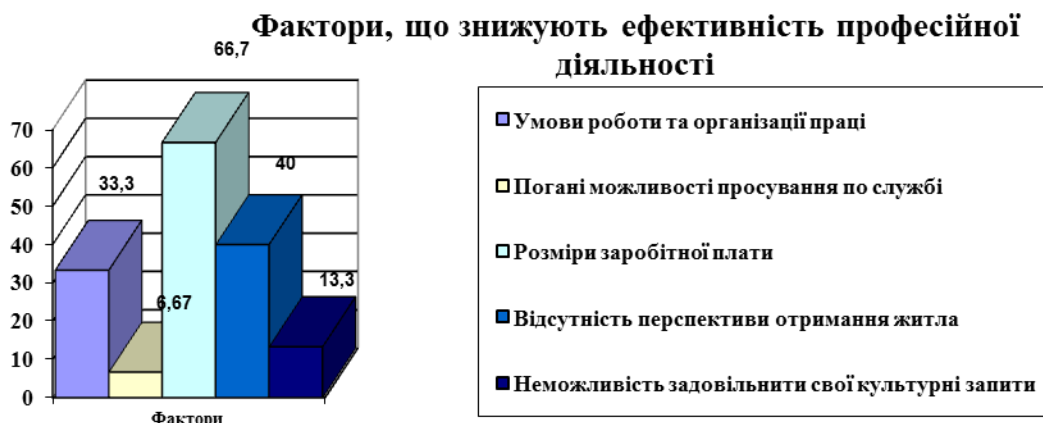 Фактори, що знижують ефективність професійної
діяльності
66,7
33,3
6,67
40
13,3
70
60
50
40
30
20
10
0
Фактори
Умови роботи та організації праці
Погані можливості просування по службі
Розміри заробітної плати
Відсутність перспективи отримання житла
Неможливість задовільнити свої культурні запити